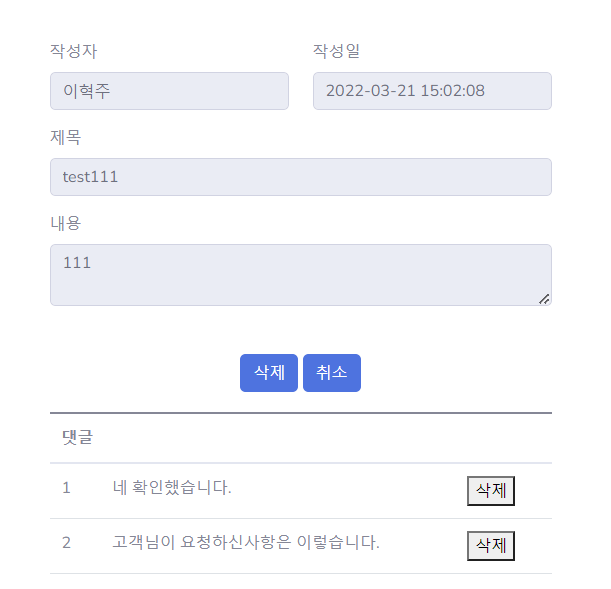 작성자 작성일
이혁주 2022-03-21 15:02:08
제목
test111
내용
111
삭제 취소
댓글
1 네 확인했습니다. 삭제
2 고객님이 요청하신사항은 이렇습니다. 삭제